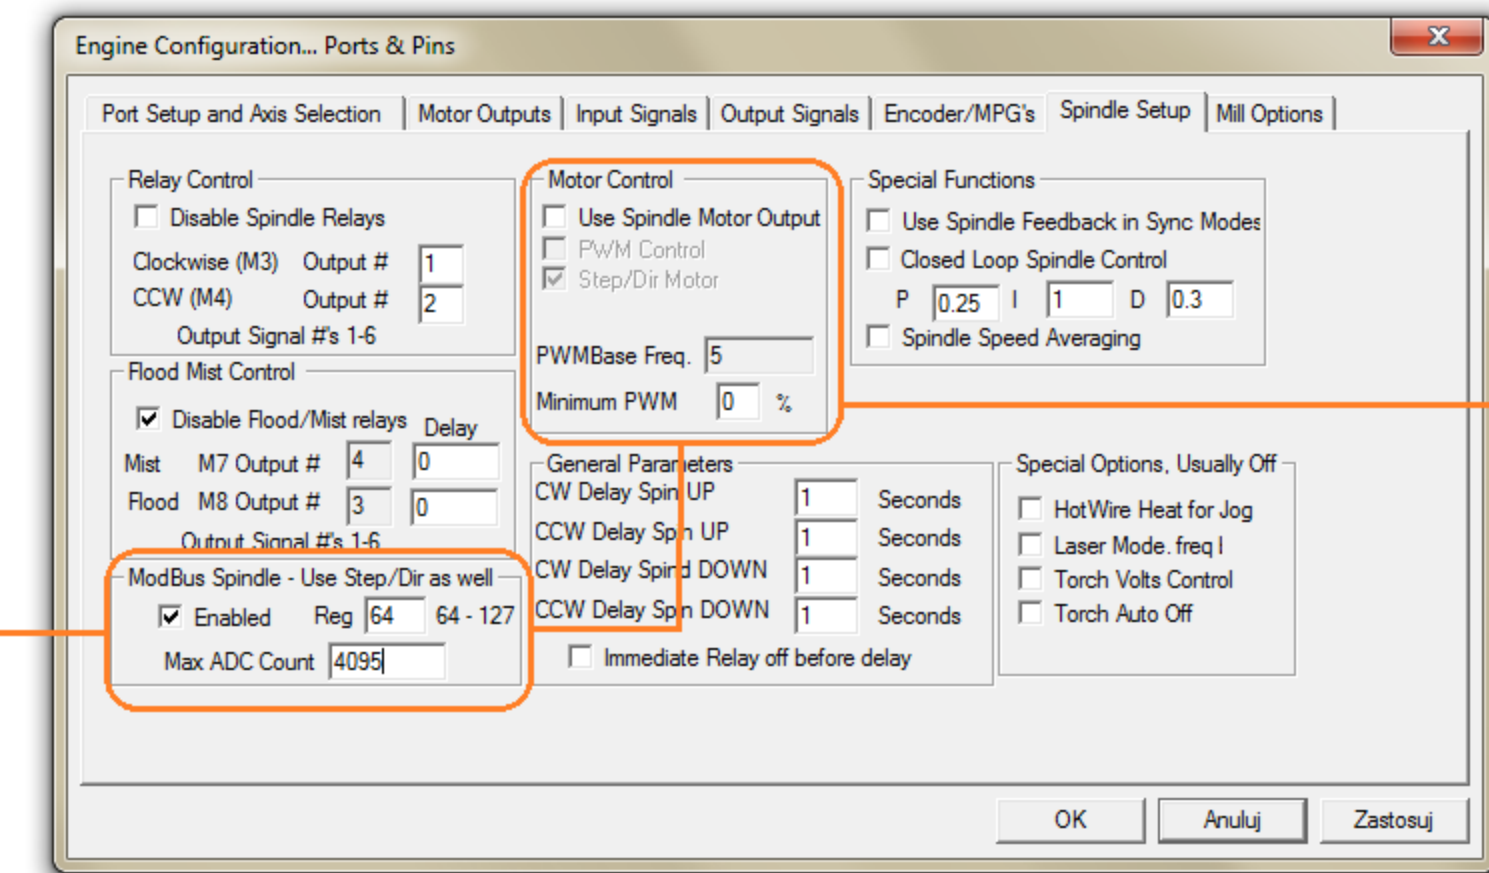 Engine Configuration... Ports & Pins
Port Setup and Axis Selection
Motor Outputs
Input Signals
Output Signals
Encoder/MPG's
Spindle Setup
Mill Options
Relay Control
Disable Spindle Relays
Clockwise (M3) Output # 1
CCW (M4) Output # 2
Output Signal #'s 1-6
Flood Mist Control
Disable Flood/Mist relays Delay
Mist M7 Output # 4 0
Flood M8 Output # 3 0
Output Signal #'s 1-6
ModBus Spindle - Use Step/Dir as well
Enabled Reg 64 64 - 127
Max ADC Count 4095
Motor Control
Use Spindle Motor Output
PWM Control
Step/Dir Motor
PWMBase Freq. 5
Minimum PWM 0 %
General Parameters
CW Delay Spin UP 1 Seconds
CCW Delay Spin UP 1 Seconds
CW Delay Spind DOWN 1 Seconds
CCW Delay Spin DOWN 1 Seconds
Immediate Relay off before delay
Special Functions
Use Spindle Feedback in Sync Modes
Closed Loop Spindle Control
P 0.25 I 1 D 0.3
Spindle Speed Averaging
Special Options, Usually Off
HotWire Heat for Jog
Laser Mode. freq l
Torch Volts Control
Torch Auto Off
OK
Anuluj
Zastosuj